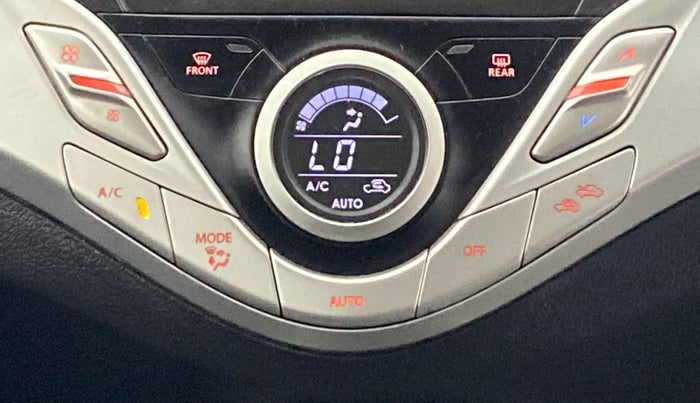 FRONT
REAR
LO
A/C
AUTO
A/C
MODE
OFF
AUTO